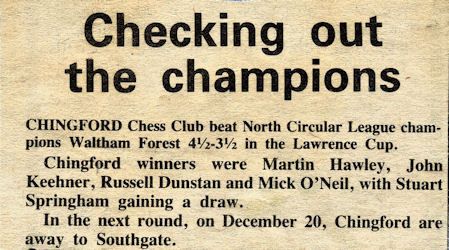 Checking out
the champions
CHINGFORD Chess Club beat North Circular League cham-
pions Waltham Forest 4½-3½ in the Lawrence Cup.
Chingford winners were Martin Hawley, John
Keehner, Russell Dunstan and Mick O'Neil, with Stuart
Springham gaining a draw.
In the next round, on December 20, Chingford are
away to Southgate.